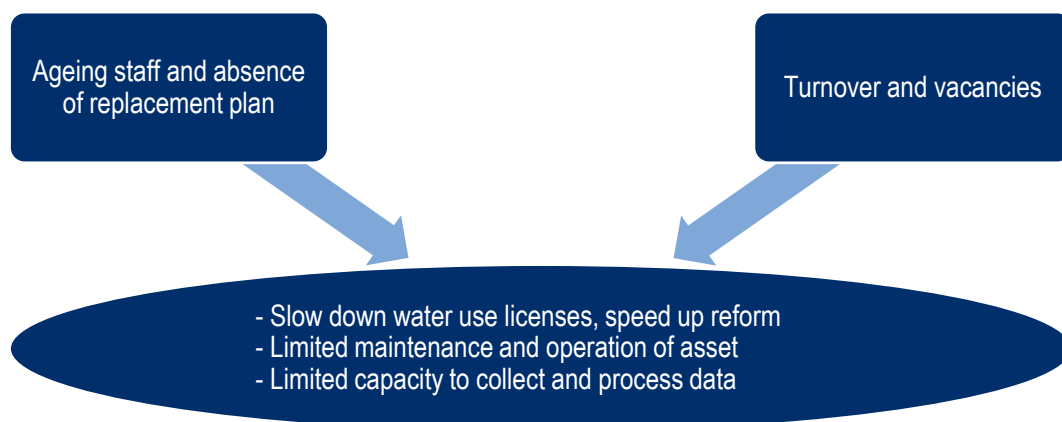 Ageing staff and absence
of replacement plan
Turnover and vacancies
- Slow down water use licenses, speed up reform
- Limited maintenance and operation of asset
- Limited capacity to collect and process data